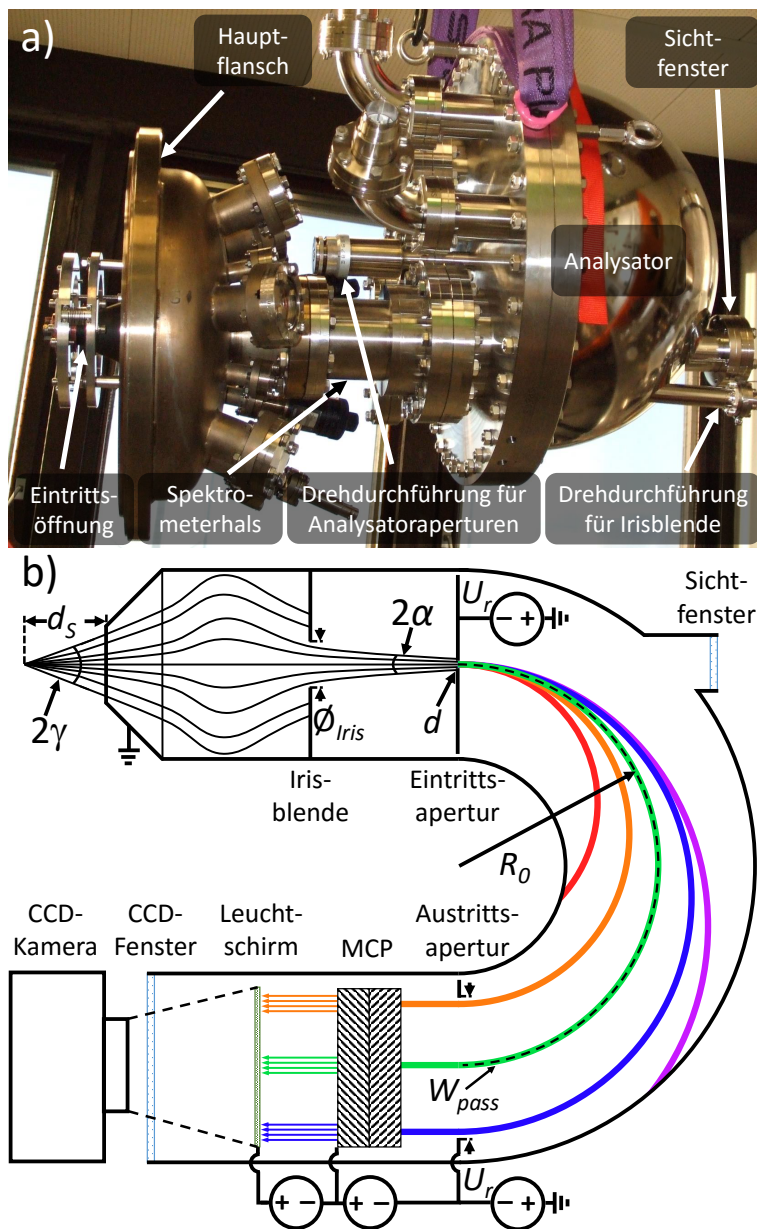 a)
Haupt-
flansch
Sicht-
fenster
Analysator
Eintritts-
öffnung
Spektro-
meterhals
Drehdurchführung für
Analysatoraperturen
Drehdurchführung
für Irisblende
b)
d_S
2γ
2α
U_r
- +
Sicht-
fenster
Ø_Iris
d
Iris-
blende
Eintritts-
apertur
R_0
CCD-
Kamera
CCD-
Fenster
Leucht-
schirm
MCP
Austritts-
apertur
W_pass
U_r
+ -
+ -
- +